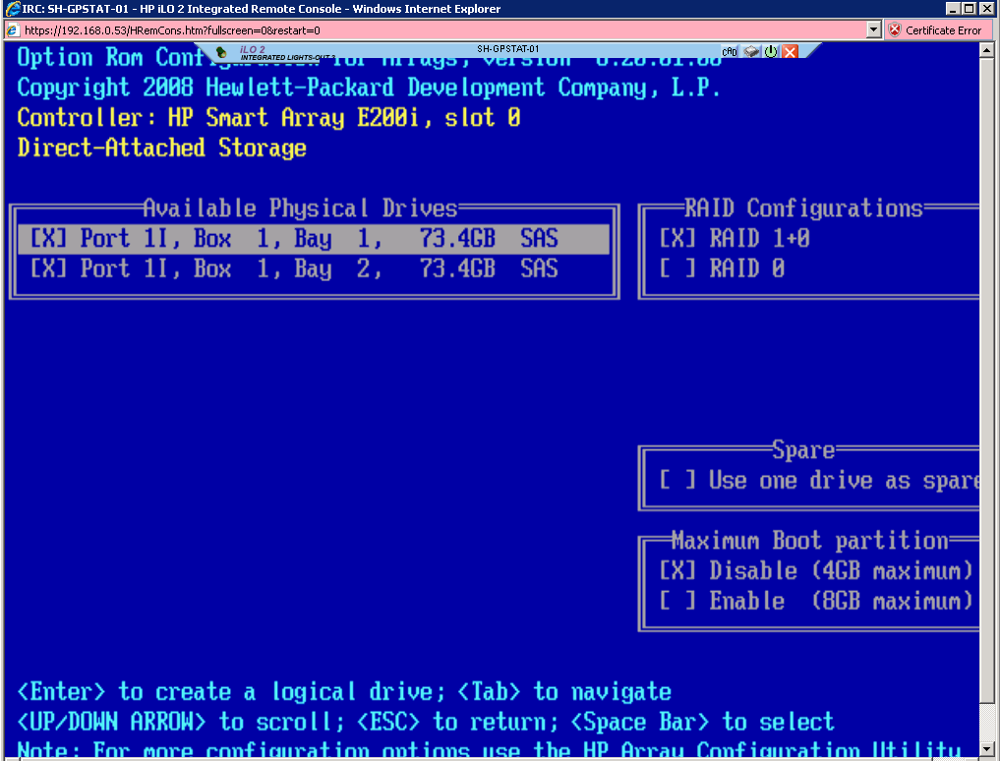 IRC: SH-GPSTAT-01 - HP iLO 2 Integrated Remote Console - Windows Internet Explorer
https://192.168.0.53/HRemCons.htm?fullscreen=0&restart=0
Certificate Error
iLO 2
INTEGRATED LIGHTS-OUT 2
SH-GPSTAT-01
CAD
Option Rom Configuration for Arrays, version 8.20.01.00
Copyright 2008 Hewlett-Packard Development Company, L.P.
Controller: HP Smart Array E200i, slot 0
Direct-Attached Storage
Available Physical Drives
[X] Port 1I, Box 1, Bay 1, 73.4GB SAS
[X] Port 1I, Box 1, Bay 2, 73.4GB SAS
RAID Configurations
[X] RAID 1+0
[ ] RAID 0
Spare
[ ] Use one drive as spare
Maximum Boot partition
[X] Disable (4GB maximum)
[ ] Enable (8GB maximum)
<Enter> to create a logical drive; <Tab> to navigate
<UP/DOWN ARROW> to scroll; <ESC> to return; <Space Bar> to select
Note: For more configuration options use the HP Array Configuration Utility.